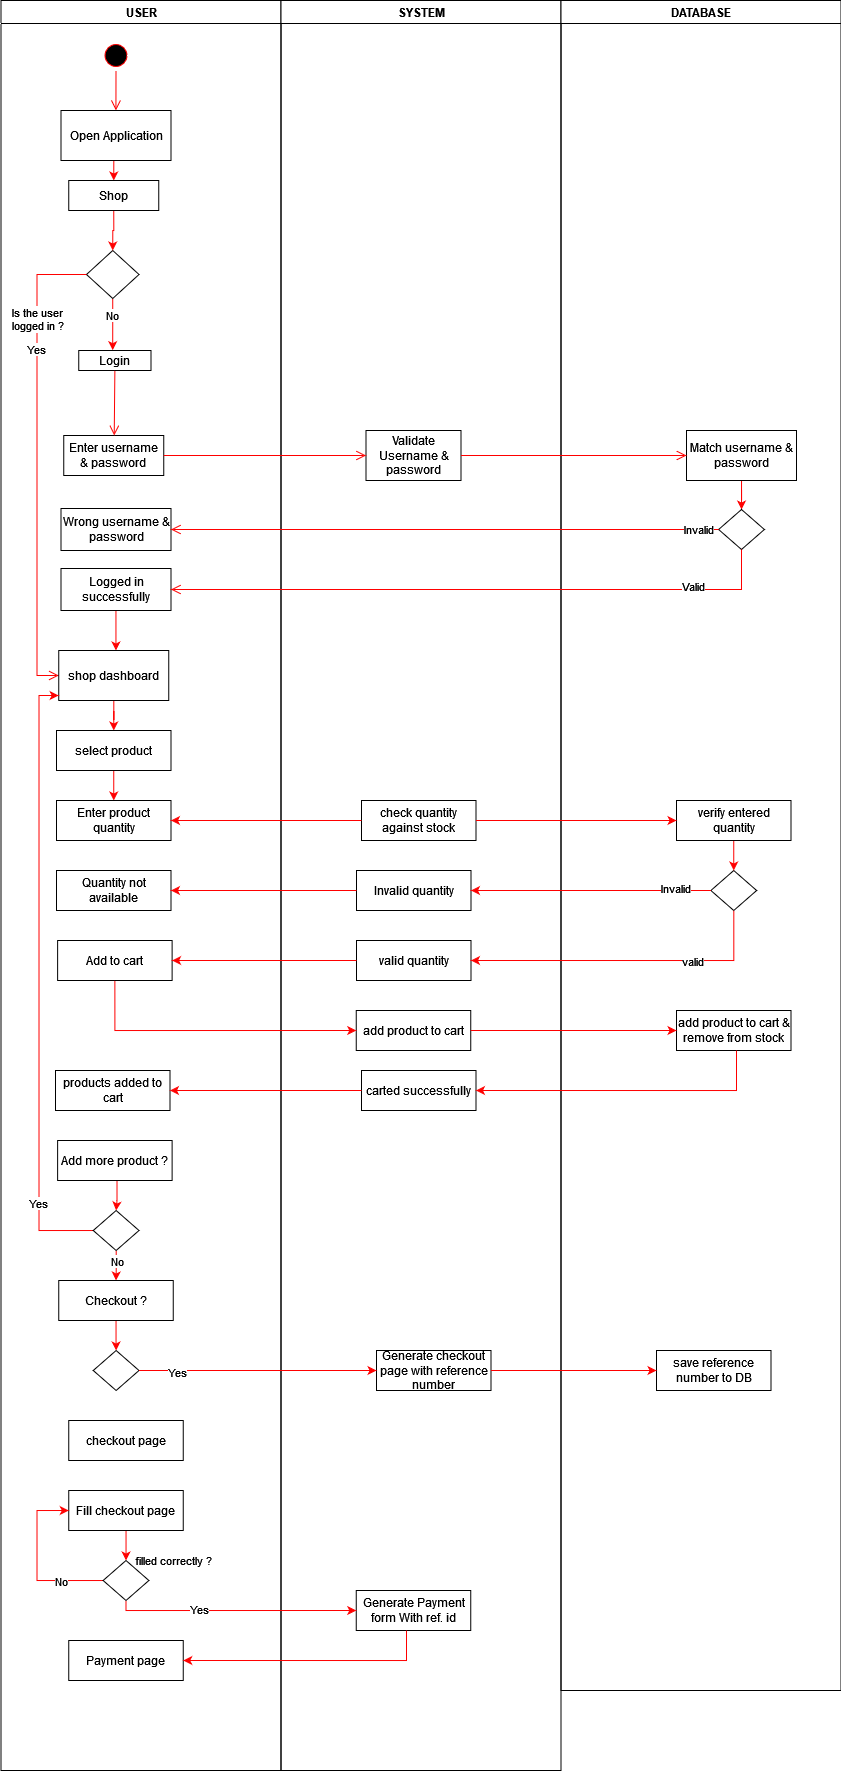 USER
SYSTEM
DATABASE
Open Application
Shop
Is the user
logged in ?
No
Yes
Login
Enter username
& password
Validate
Username &
password
Match username &
password
Wrong username &
password
Invalid
Logged in
successfully
Valid
shop dashboard
select product
Enter product
quantity
check quantity
against stock
verify entered
quantity
Quantity not
available
Invalid quantity
Invalid
Add to cart
valid quantity
valid
add product to cart
add product to cart &
remove from stock
products added to
cart
carted successfully
Add more product ?
Yes
No
Checkout ?
Yes
Generate checkout
page with reference
number
save reference
number to DB
checkout page
Fill checkout page
filled correctly ?
No
Yes
Generate Payment
form With ref. id
Payment page